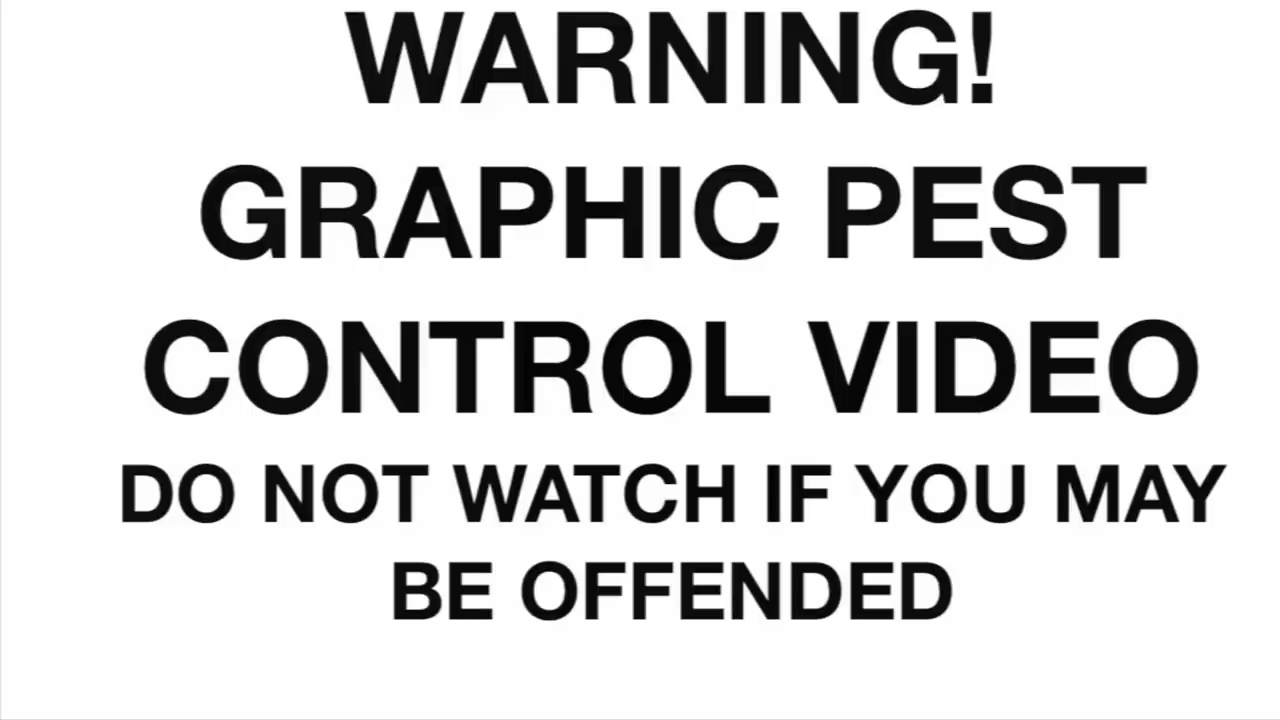 WARNING!
GRAPHIC PEST
CONTROL VIDEO
DO NOT WATCH IF YOU MAY
BE OFFENDED